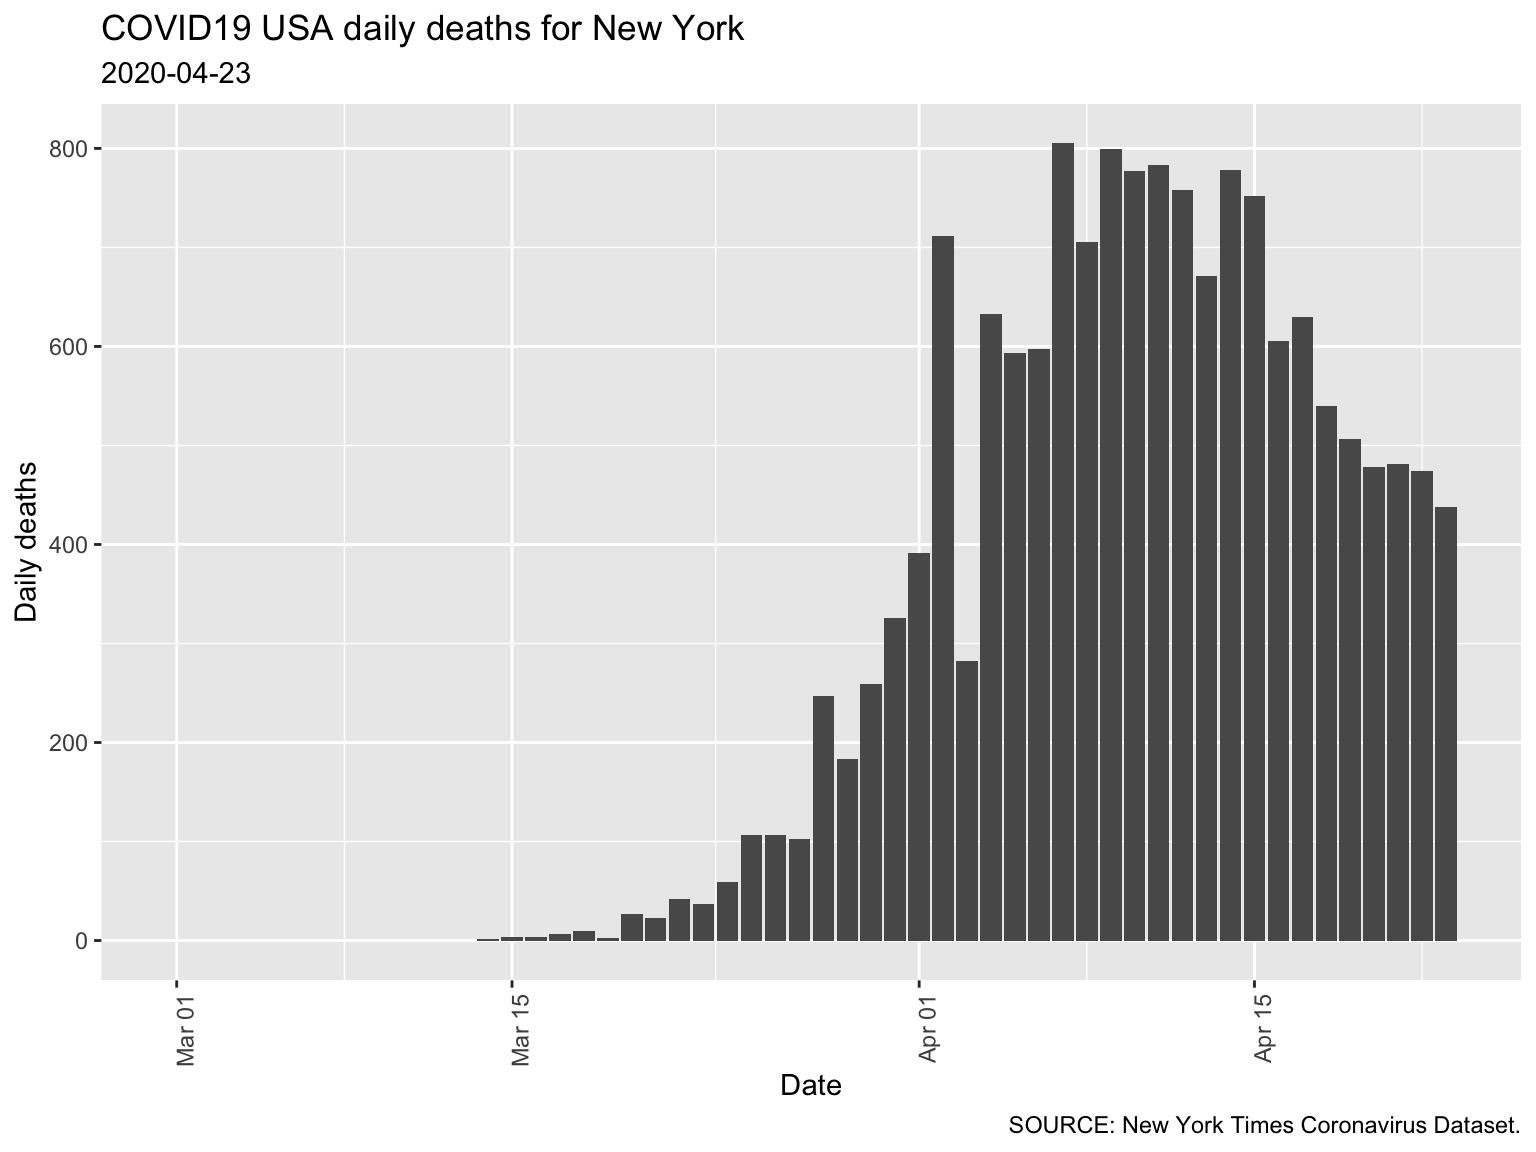 COVID19 USA daily deaths for New York
2020-04-23
800
600
400
200
0
Daily deaths
Mar 01
Mar 15
Apr 01
Apr 15
Date
SOURCE: New York Times Coronavirus Dataset.